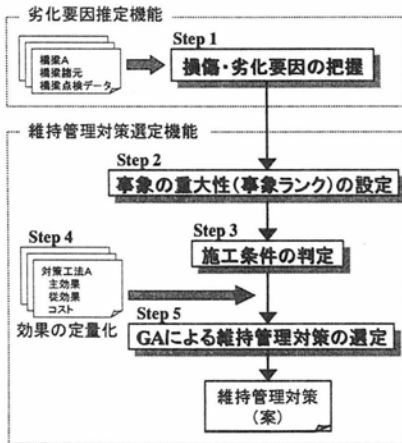 劣化要因推定機能
Step 1
橋梁A
橋梁諸元
橋梁点検データ
損傷・劣化要因の把握
維持管理対策選定機能
Step 2
事象の重大性(事象ランク)の設定
Step 3
施工条件の判定
Step 4
対策工法A
主効果
従効果
コスト
効果の定量化
Step 5
GAによる維持管理対策の選定
維持管理対策
(案)